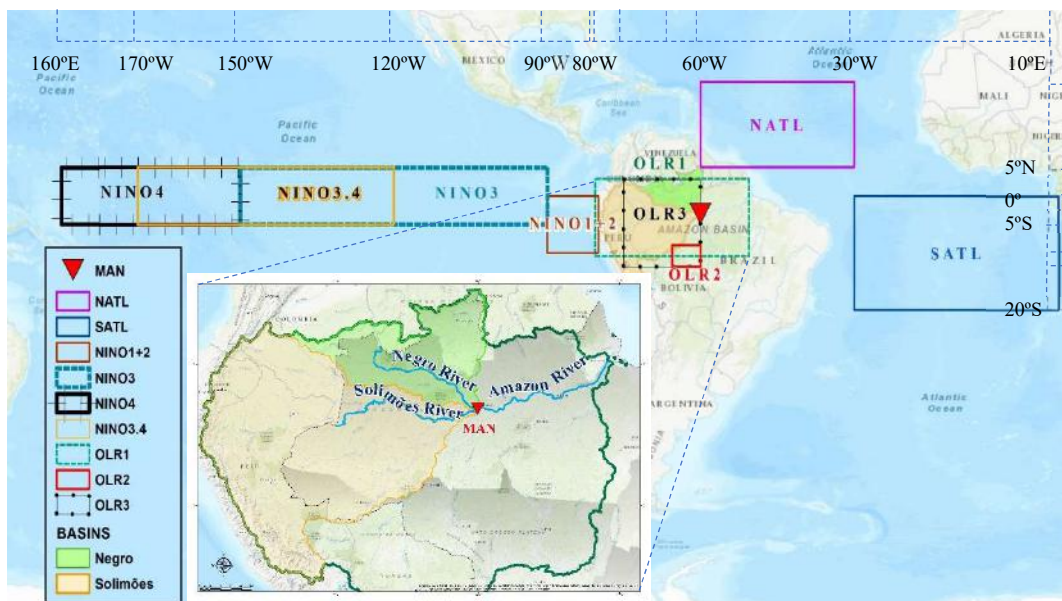 ALGERIA
160ºE 170ºW 150ºW 120ºW 90ºW 80ºW 60ºW 30ºW 10ºE
MEXICO
Atlantic
Ocean
Pacific
Ocean
MALI
Caribbean
Sea
Pacific
Ocean
NATL
VENEZUELA
OLR1
5ºN
NINO4
NINO3.4
NINO3
OLR3
0º
NINO1+2
PERU
AMAZON BASIN
5ºS
BRAZIL
SATL
OLR2
BOLIVIA
20ºS
MAN
NATL
SATL
NINO1+2
NINO3
NINO4
NINO3.4
OLR1
OLR2
OLR3
BASINS
Negro
Solimões
COLOMBIA
Negro River
Solimões River
Amazon River
MAN
PERU
ARGENTINA
Atlantic
Ocean